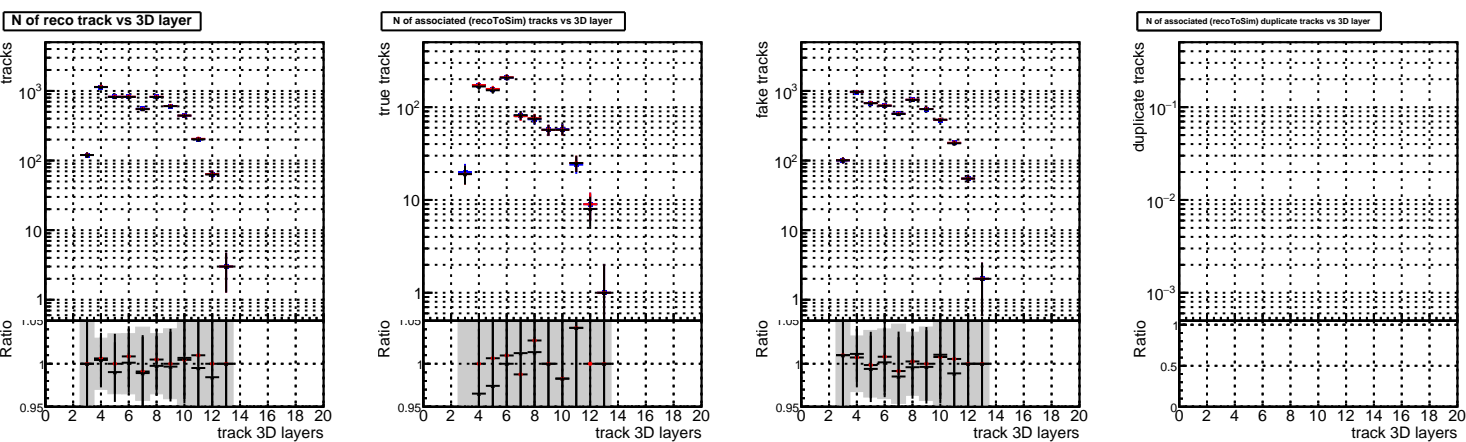 N of reco track vs 3D layer
tracks
10³
10²
10
1
Ratio
1.05
1
0.95
0 2 4 6 8 10 12 14 16 18 20
track 3D layers
N of associated (recoToSim) tracks vs 3D layer
true tracks
10²
10
1
Ratio
1.05
1
0.95
0 2 4 6 8 10 12 14 16 18 20
track 3D layers
fake tracks
10³
10²
10
1
Ratio
1.05
1
0.95
0 2 4 6 8 10 12 14 16 18 20
track 3D layers
N of associated (recoToSim) duplicate tracks vs 3D layer
duplicate tracks
10⁻¹
10⁻²
10⁻³
Ratio
1
0.5
0
0 2 4 6 8 10 12 14 16 18 20
track 3D layers